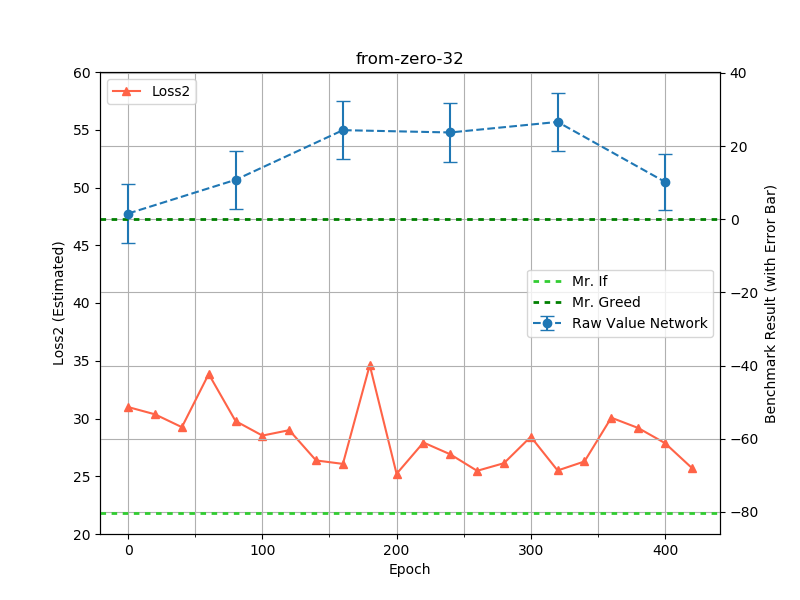 from-zero-32
Loss2
Loss2 (Estimated)
60
55
50
45
40
35
30
25
20
40
20
0
−20
−40
−60
−80
Benchmark Result (with Error Bar)
Mr. If
Mr. Greed
Raw Value Network
0
100
200
300
400
Epoch